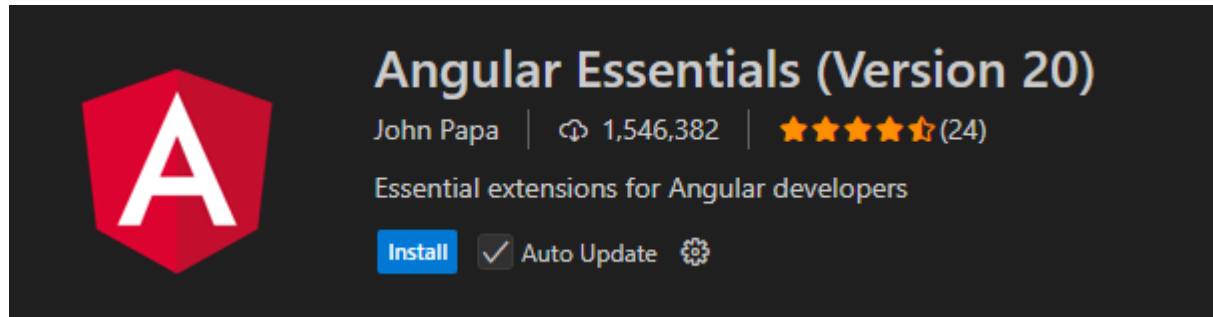 Angular Essentials (Version 20)
John Papa 1,546,382 (24)
Essential extensions for Angular developers
Install Auto Update